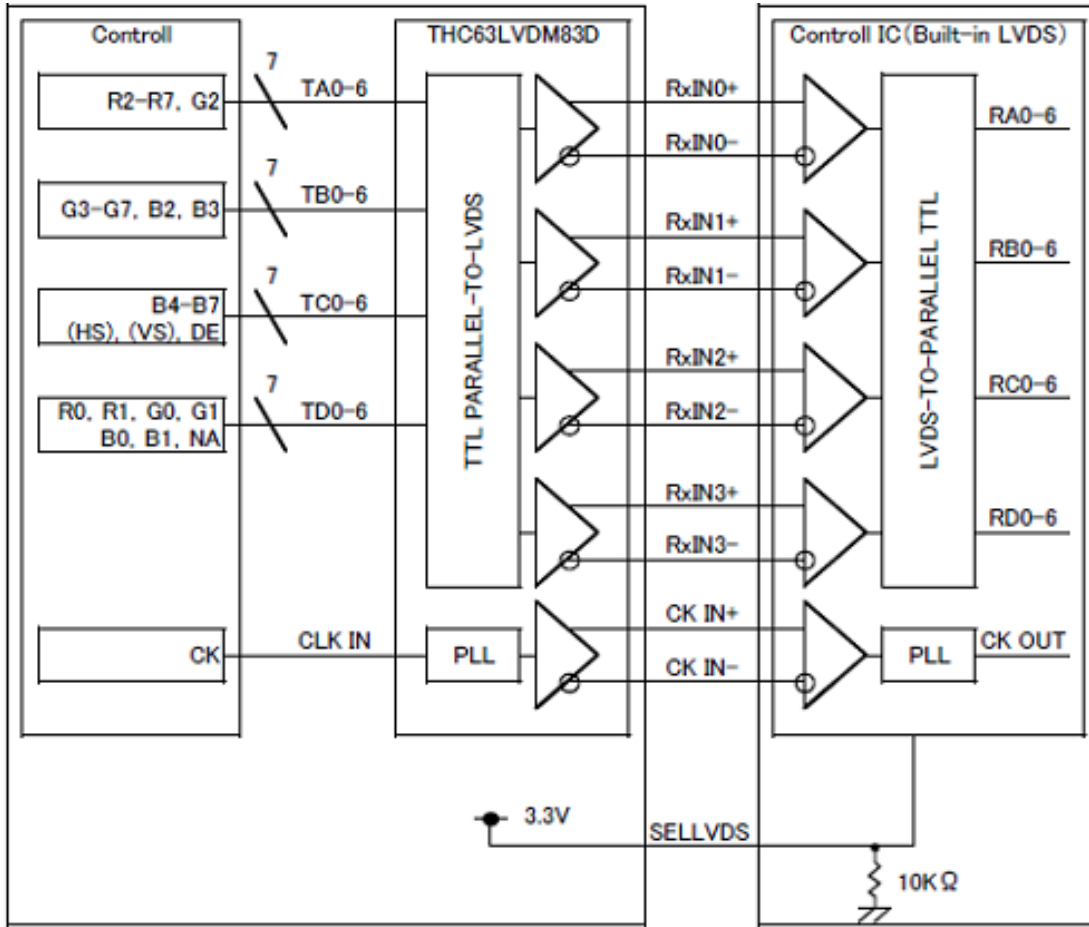 Controll
THC63LVDM83D
Controll IC(Built-in LVDS)
R2-R7, G2
7
TA0-6
RxIN0+
RxIN0-
RA0-6
G3-G7, B2, B3
7
TB0-6
RxIN1+
RxIN1-
RB0-6
B4-B7
(HS), (VS), DE
7
TC0-6
RxIN2+
RxIN2-
RC0-6
R0, R1, G0, G1
B0, B1, NA
7
TD0-6
RxIN3+
RxIN3-
RD0-6
TTL PARALLEL-TO-LVDS
LVDS-TO-PARALLEL TTL
CK
CLK IN
PLL
CK IN+
CK IN-
PLL
CK OUT
3.3V
SELLVDS
10KΩ